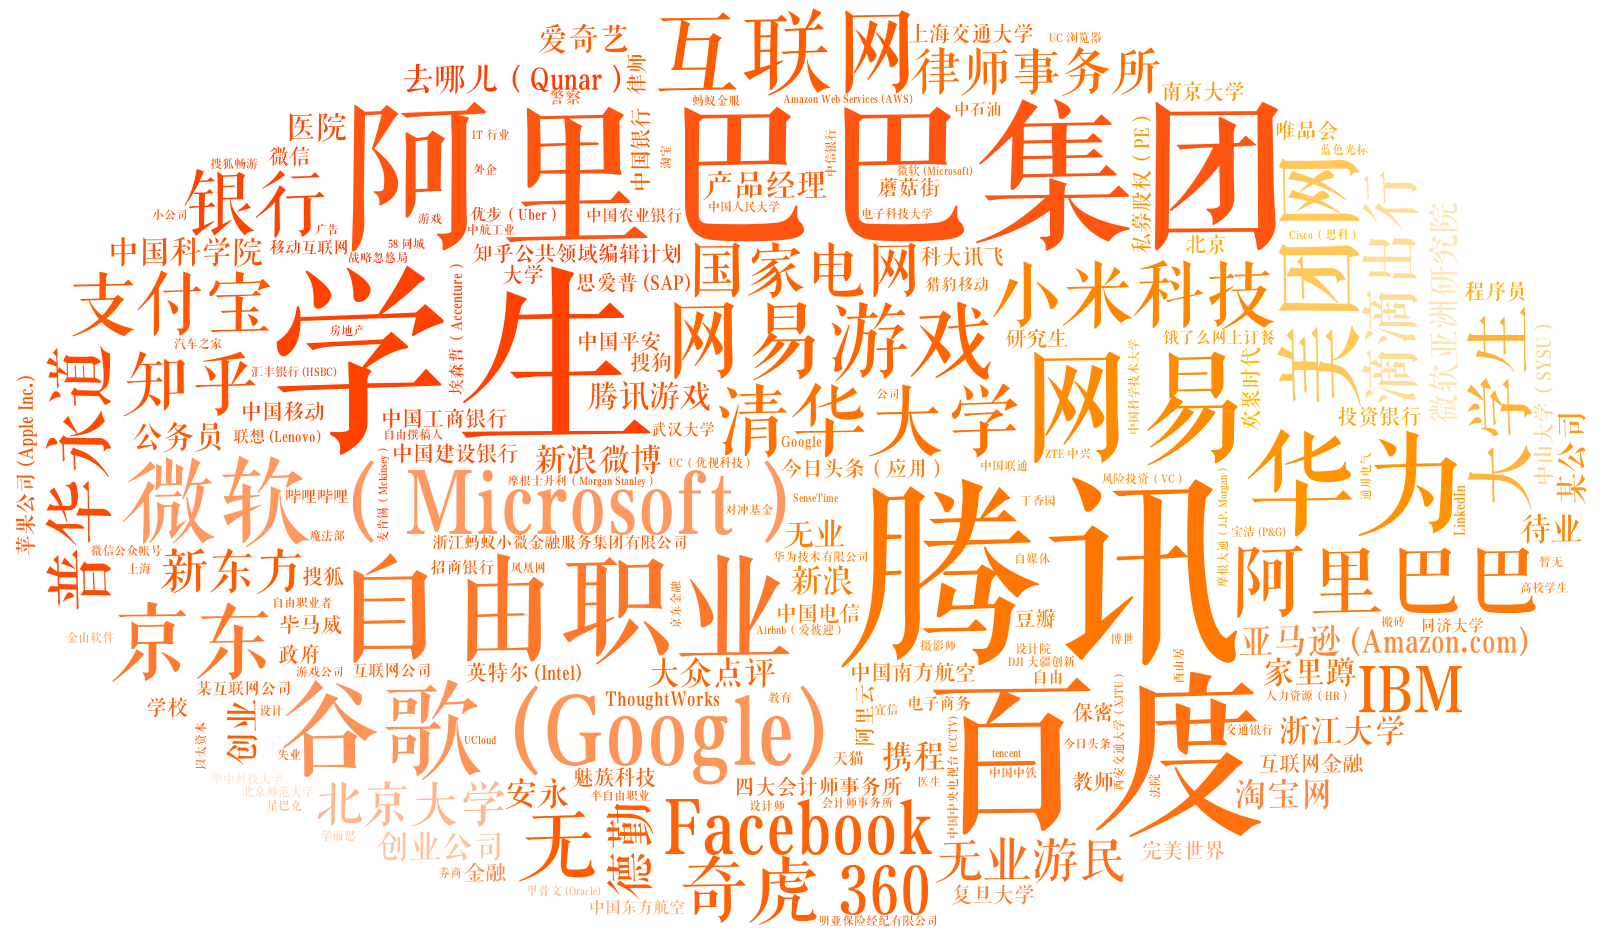 爱奇艺
互联网
上海交通大学
UC 浏览器
去哪儿 ( Qunar )
律师
律师事务所
警察
蚂蚁金服
Amazon Web Services (AWS)
中石油
南京大学
医院
阿里巴巴集团
IT 行业
中国银行
淘宝
中信银行
私募股权 ( PE )
唯品会
蓝色光标
搜狐畅游
微信
外企
产品经理
微软 (Microsoft)
蘑菇街
美团网
滴滴出行
银行
小公司
广告
游戏
优步 ( Uber )
中航工业
中国农业银行
中国人民大学
电子科技大学
北京
Cisco ( 思科 )
微软亚洲研究院
中国科学院
移动互联网
58 同城
战略忽悠局
知乎公共领域编辑计划
国家电网
科大讯飞
大学
思爱普 (SAP)
猎豹移动
小米科技
程序员
支付宝
学生
房地产
埃森哲 ( Accenture )
中国平安
网易游戏
研究生
饿了么网上订餐
大学生
汽车之家
搜狗
普华永道
知乎
汇丰银行 (HSBC)
腾讯游戏
清华大学
公司
网易
中国科学技术大学
欢聚时代
投资银行
中山大学 ( SYSU )
苹果公司 (Apple Inc.)
中国移动
中国工商银行
公务员
联想 (Lenovo)
自由撰稿人
武汉大学
Google
中国建设银行
新浪微博
UC ( 优视科技 )
今日头条 ( 应用 )
中国联通
ZTE 中兴
华为
通用电气
某公司
微软 ( Microsoft )
哔哩哔哩
麦肯锡 ( Mckinsey )
摩根士丹利 ( Morgan Stanley )
SenseTime
腾讯
丁香园
风险投资 ( VC )
摩根大通 ( J.P. Morgan )
LinkedIn
对冲基金
魔法部
浙江蚂蚁小微金融服务集团有限公司
无业
宝洁 (P&G)
待业
微信公众帐号
上海
新东方
搜狐
招商银行
凤凰网
华为技术有限公司
自媒体
阿里巴巴
暂无
高校学生
自由职业
京东金融
新浪
自由职业者
中国电信
豆瓣
搬砖
同济大学
金山软件
京东
毕马威
Airbnb ( 爱彼迎 )
摄影师
设计院
博世
亚马逊 (Amazon.com)
政府
游戏公司
互联网公司
英特尔 (Intel)
大众点评
中国南方航空
DJI 大疆创新
自由
西山居
家里蹲
IBM
某互联网公司
谷歌 (Google)
ThoughtWorks
教育
阿里云
宜信
电子商务
百度
保密
西安交通大学 ( XJTU )
人力资源 ( HR )
学校
创业
设计
以太资本
失业
UCloud
天猫
携程
中国中央电视台 (CCTV)
tencent
今日头条
交通银行
浙江大学
华中科技大学
北京师范大学
星巴克
北京大学
安永
魅族科技
半自由职业
四大会计师事务所
医生
中国中铁
教师
法院
互联网金融
淘宝网
设计师
会计师事务所
学而思
创业公司
无
德勤
Facebook
无业游民
完美世界
券商
金融
甲骨文 (Oracle)
奇虎 360
复旦大学
中国东方航空
明亚保险经纪有限公司